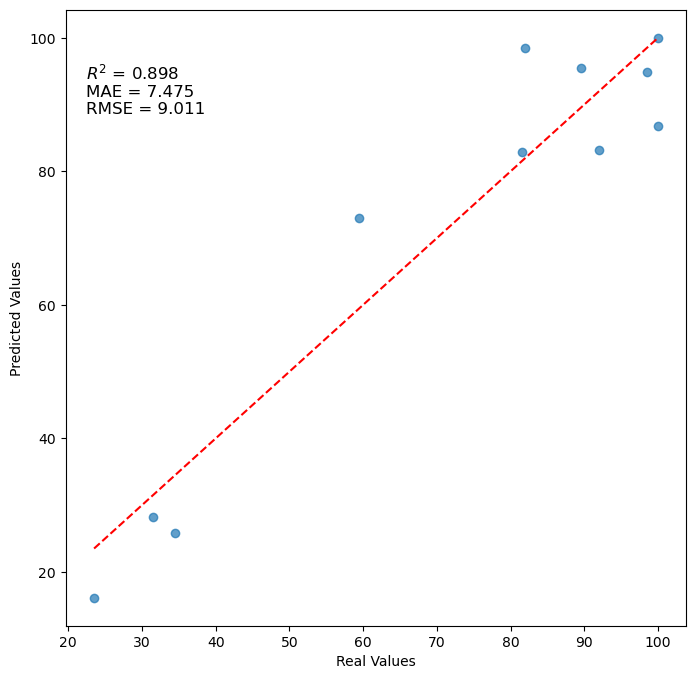 100
80
60
40
20
R² = 0.898
MAE = 7.475
RMSE = 9.011
Predicted Values
20 30 40 50 60 70 80 90 100
Real Values